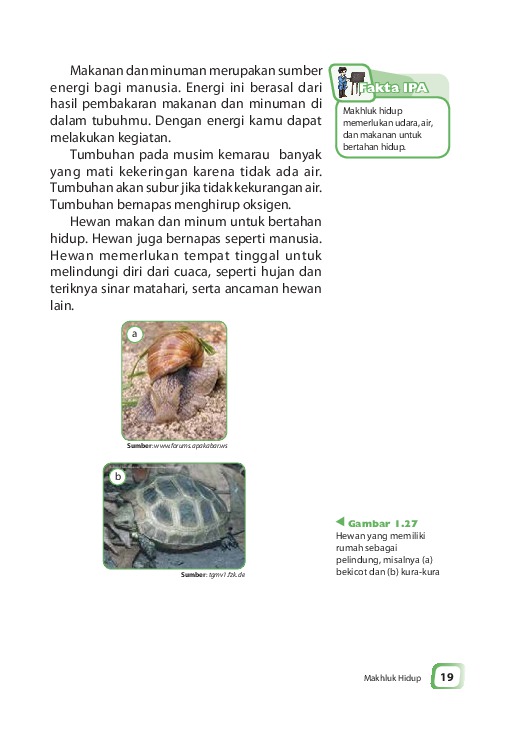 Makanan dan minuman merupakan sumber
energi bagi manusia. Energi ini berasal dari
hasil pembakaran makanan dan minuman di
dalam tubuhmu. Dengan energi kamu dapat
melakukan kegiatan.
Tumbuhan pada musim kemarau banyak
yang mati kekeringan karena tidak ada air.
Tumbuhan akan subur jika tidak kekurangan air.
Tumbuhan bernapas menghirup oksigen.
Hewan makan dan minum untuk bertahan
hidup. Hewan juga bernapas seperti manusia.
Hewan memerlukan tempat tinggal untuk
melindungi diri dari cuaca, seperti hujan dan
teriknya sinar matahari, serta ancaman hewan
lain.
Fakta IPA
Makhluk hidup
memerlukan udara, air,
dan makanan untuk
bertahan hidup.
a
Sumber: www.forums.apakabar.ws
b
Sumber: tgmv1.fzk.de
Gambar 1.27
Hewan yang memiliki
rumah sebagai
pelindung, misalnya (a)
bekicot dan (b) kura-kura
Makhluk Hidup 19